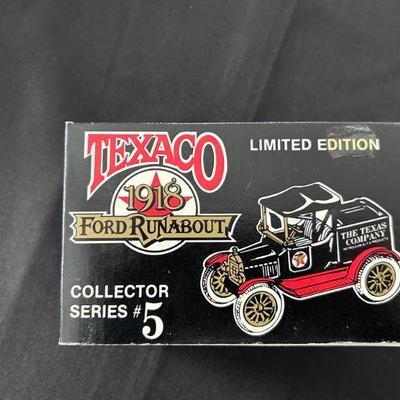 TEXACO
1918
FORD RUNABOUT
LIMITED EDITION
THE TEXAS
COMPANY
COLLECTOR
SERIES #5